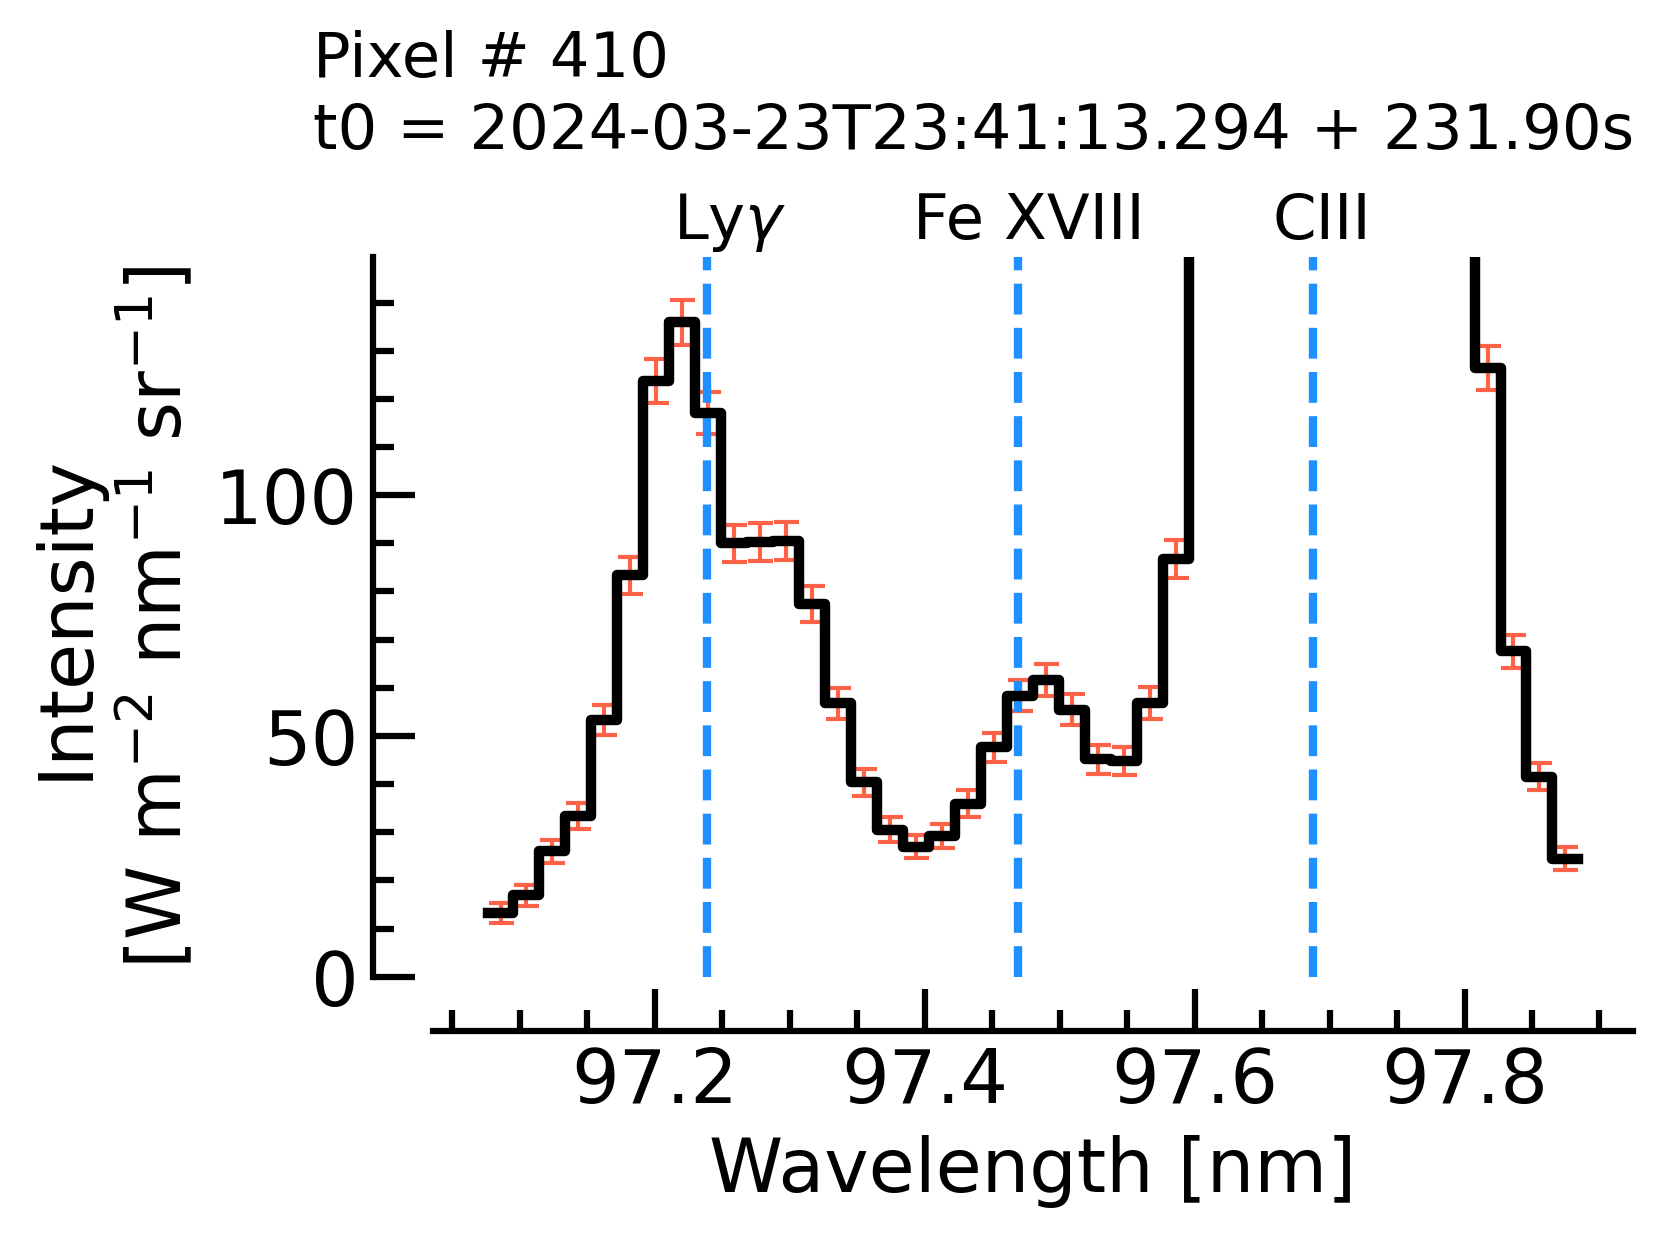 Pixel # 410
t0 = 2024-03-23T23:41:13.294 + 231.90s
Lyγ Fe XVIII CIII
Intensity
[W m⁻² nm⁻¹ sr⁻¹]
100
50
0
97.2 97.4 97.6 97.8
Wavelength [nm]